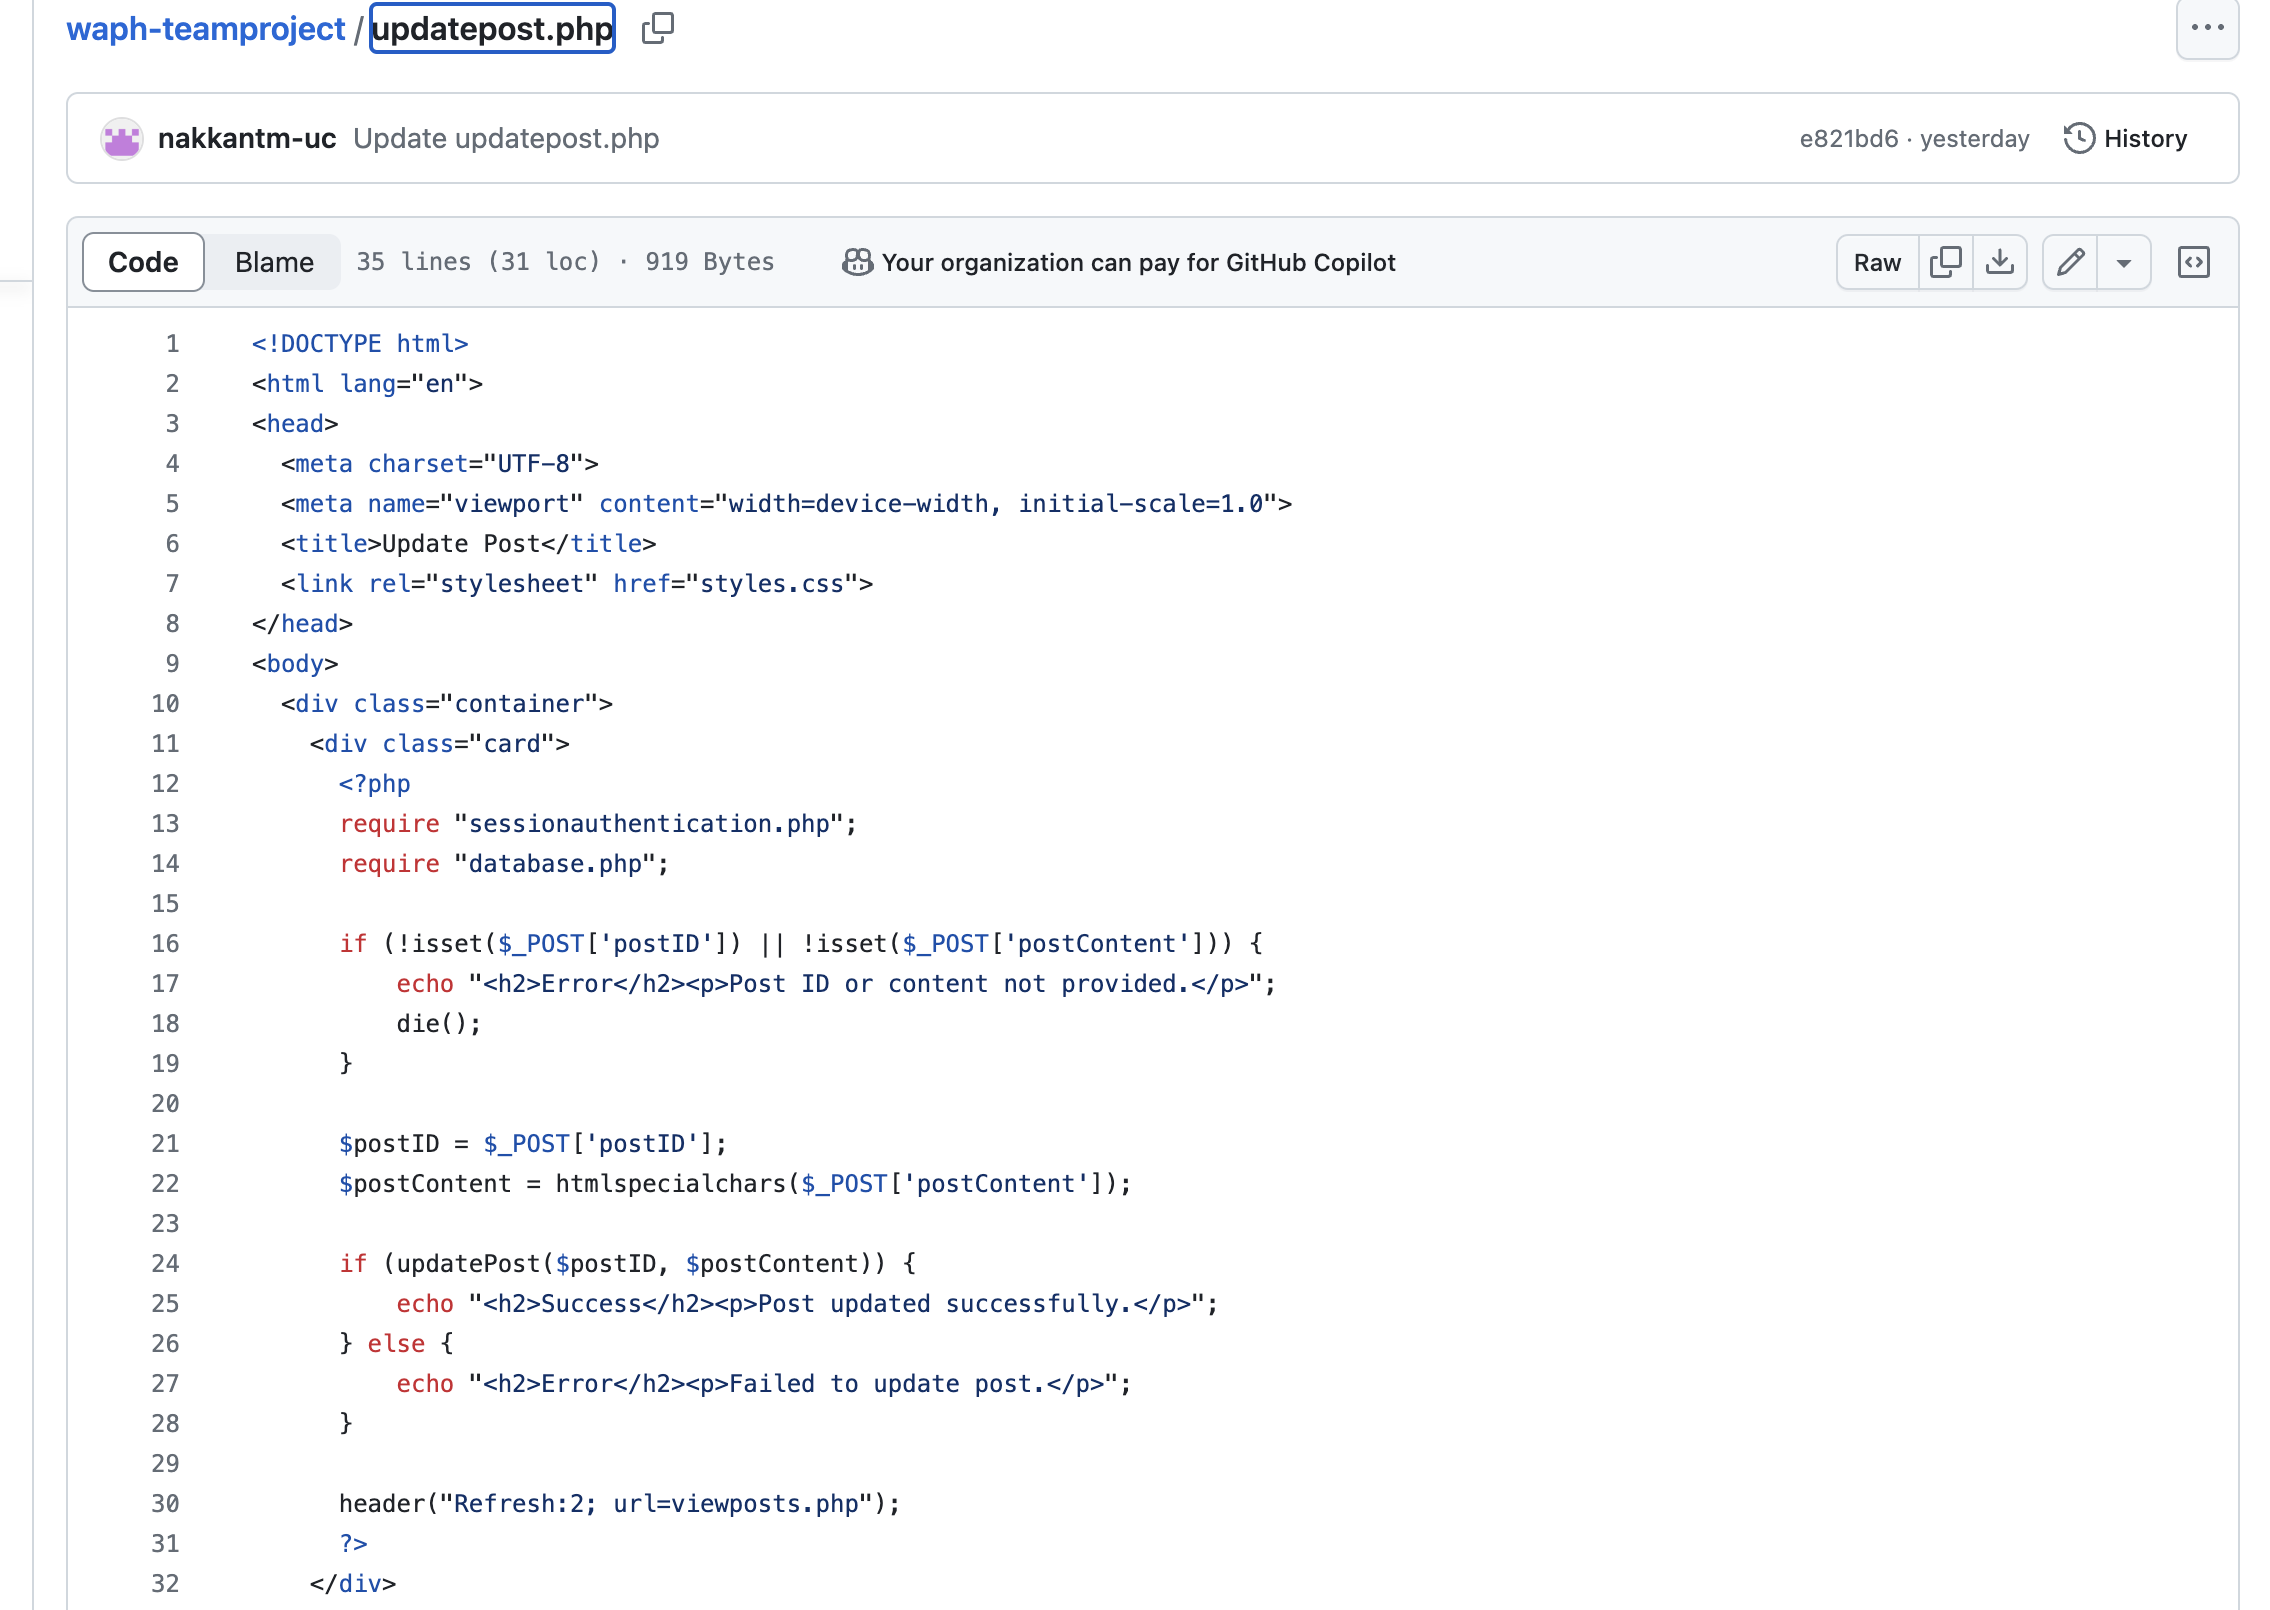 waph-teamproject / updatepost.php
nakkantm-uc Update updatepost.php e821bd6 · yesterday History
Code Blame 35 lines (31 loc) · 919 Bytes Your organization can pay for GitHub Copilot Raw
1 <!DOCTYPE html>
2 <html lang="en">
3 <head>
4 <meta charset="UTF-8">
5 <meta name="viewport" content="width=device-width, initial-scale=1.0">
6 <title>Update Post</title>
7 <link rel="stylesheet" href="styles.css">
8 </head>
9 <body>
10 <div class="container">
11 <div class="card">
12 <?php
13 require "sessionauthentication.php";
14 require "database.php";
15
16 if (!isset($_POST['postID']) || !isset($_POST['postContent'])) {
17 echo "<h2>Error</h2><p>Post ID or content not provided.</p>";
18 die();
19 }
20
21 $postID = $_POST['postID'];
22 $postContent = htmlspecialchars($_POST['postContent']);
23
24 if (updatePost($postID, $postContent)) {
25 echo "<h2>Success</h2><p>Post updated successfully.</p>";
26 } else {
27 echo "<h2>Error</h2><p>Failed to update post.</p>";
28 }
29
30 header("Refresh:2; url=viewposts.php");
31 ?>
32 </div>